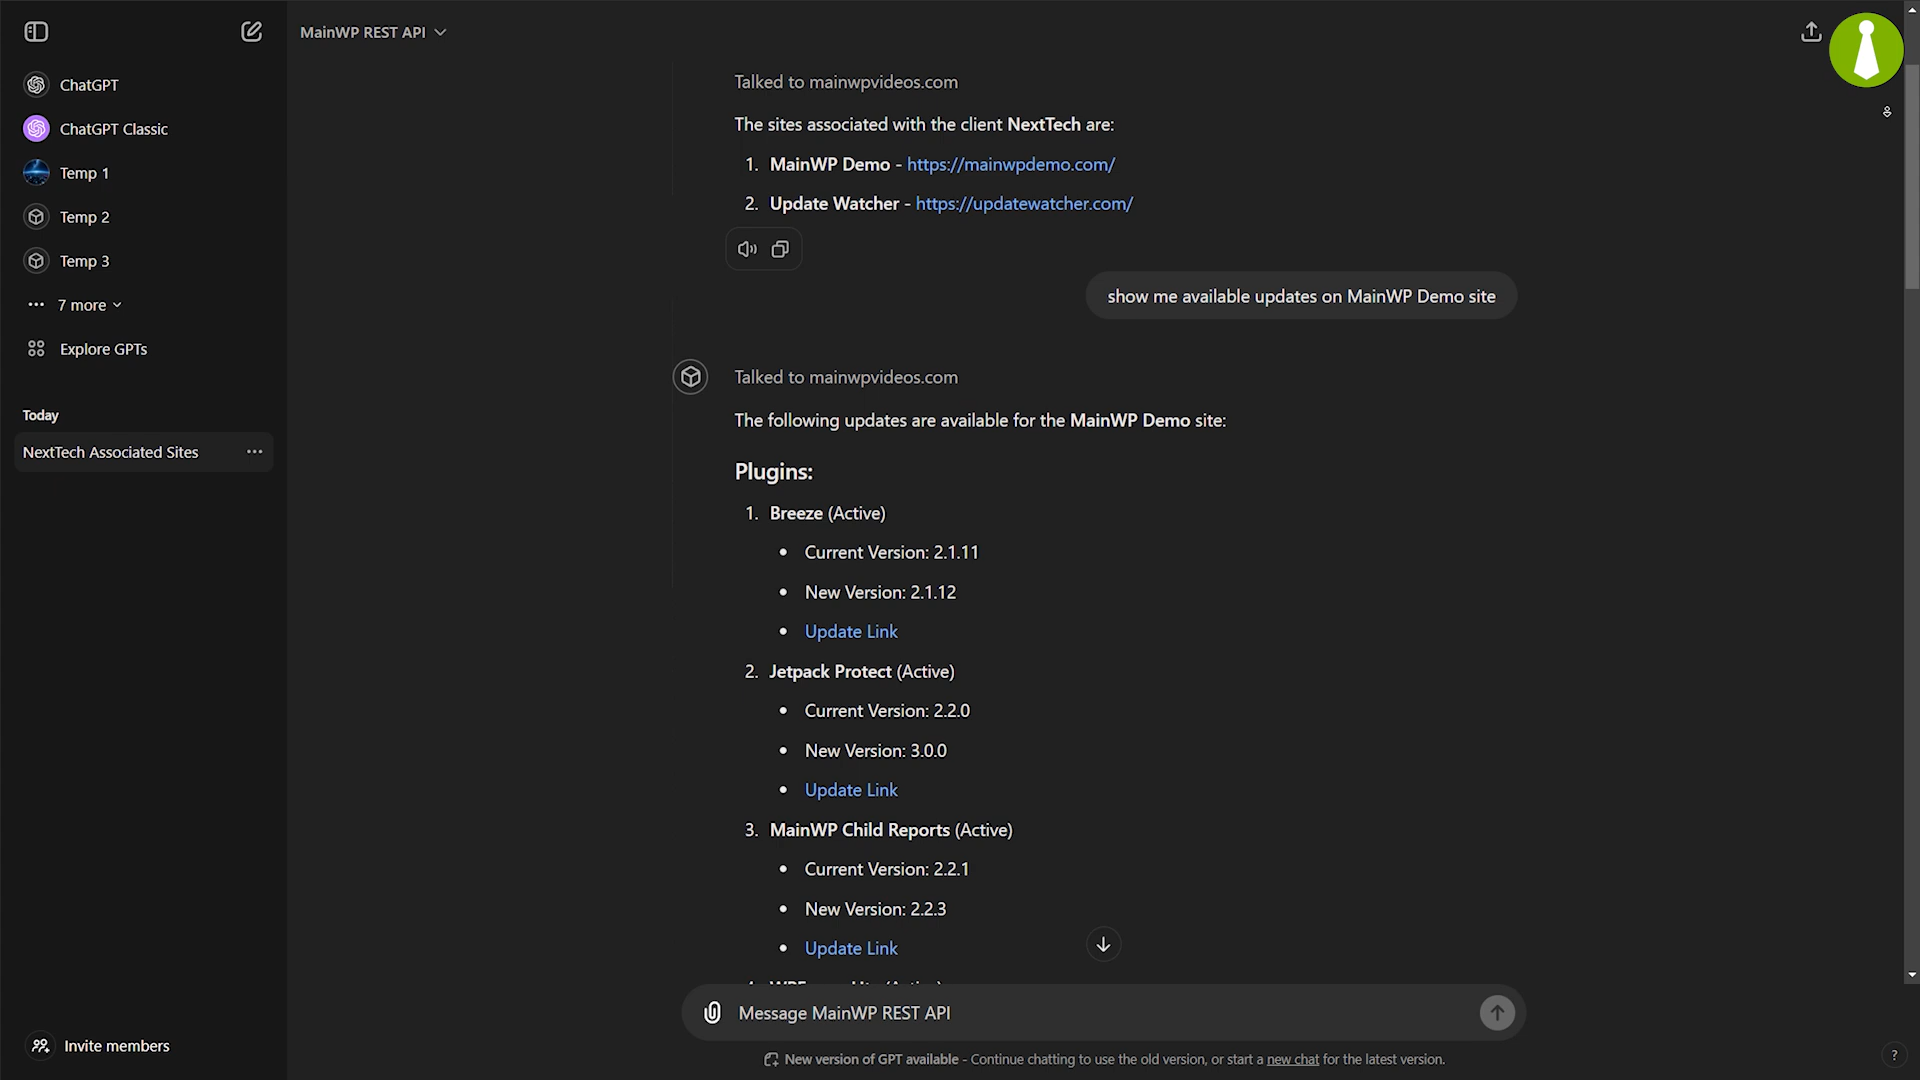 MainWP REST API
ChatGPT
ChatGPT Classic
Temp 1
Temp 2
Temp 3
7 more
Explore GPTs
Today
NextTech Associated Sites
Invite members
Talked to mainwpvideos.com
The sites associated with the client NextTech are:
1. MainWP Demo - https://mainwpdemo.com/
2. Update Watcher - https://updatewatcher.com/
show me available updates on MainWP Demo site
Talked to mainwpvideos.com
The following updates are available for the MainWP Demo site:
Plugins:
1. Breeze (Active)
• Current Version: 2.1.11
• New Version: 2.1.12
• Update Link
2. Jetpack Protect (Active)
• Current Version: 2.2.0
• New Version: 3.0.0
• Update Link
3. MainWP Child Reports (Active)
• Current Version: 2.2.1
• New Version: 2.2.3
• Update Link
Message MainWP REST API
New version of GPT available - Continue chatting to use the old version, or start a new chat for the latest version.
?